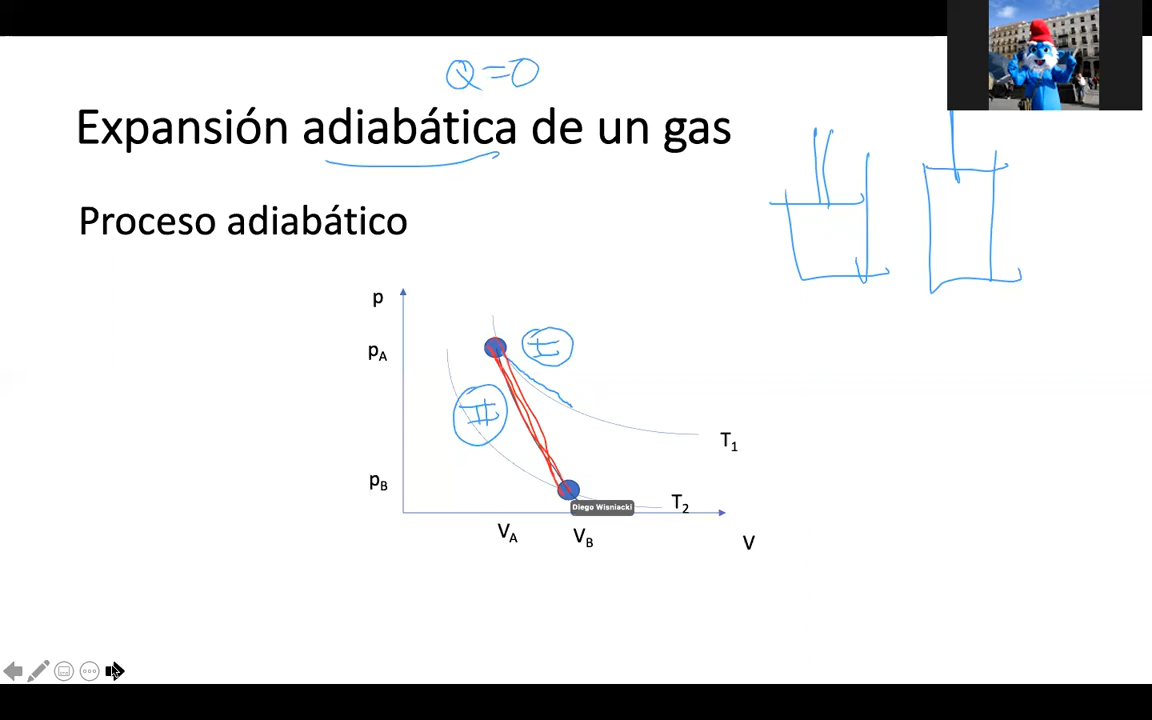 Q=0
Expansión adiabática de un gas
Proceso adiabático
p
pA
I
II
T1
pB
T2
Diego Wisniacki
VA VB
V